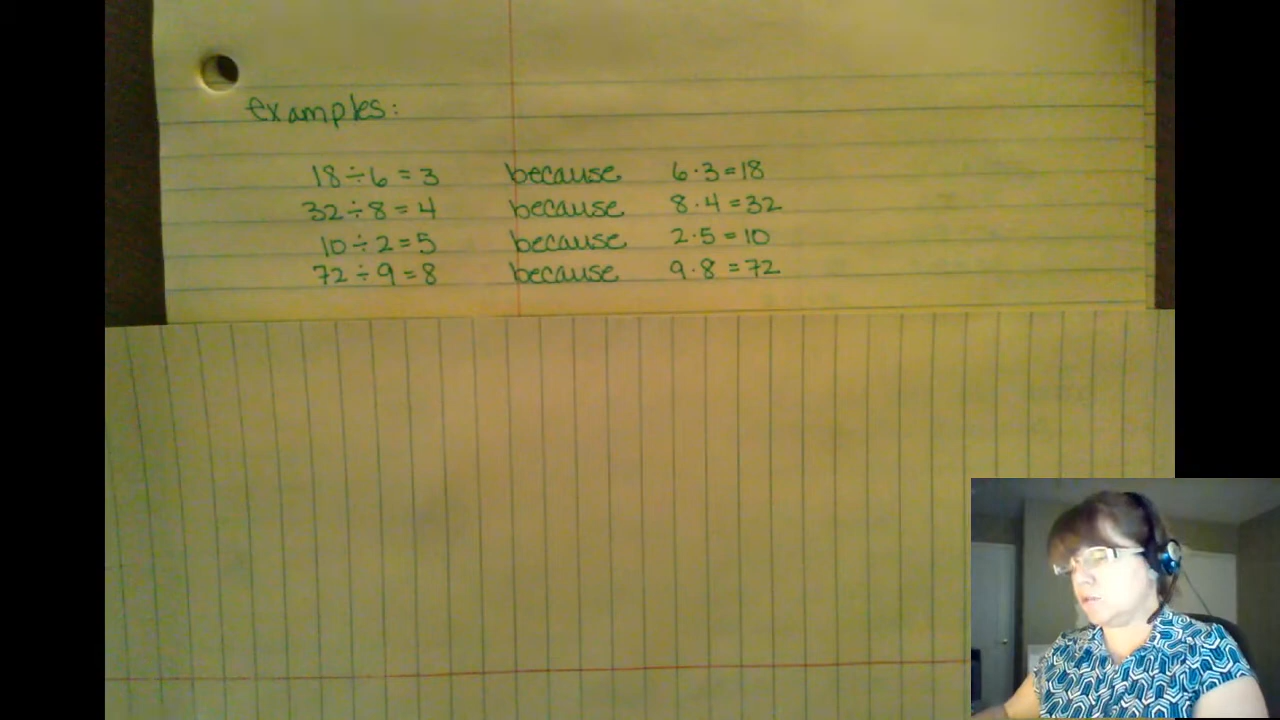 examples:
18÷6=3 because 6·3=18
32÷8=4 because 8·4=32
10÷2=5 because 2·5=10
72÷9=8 because 9·8=72